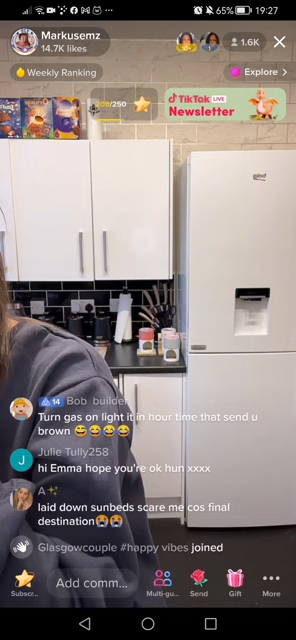 65% 19:27
Markusemz
14.7K likes
1.6K
Weekly Ranking
Explore >
/250
TikTok LIVE
Newsletter
14 Bob builder
Turn gas on light it in hour time that send u
brown 😅😂😂😂
Julie Tully258
hi Emma hope you're ok hun xxxx
A✨
laid down sunbeds scare me cos final
destination😭😭
Glasgowcouple #happy vibes joined
Subscr...
Add comm...
Multi-gu...
Send
Gift
More